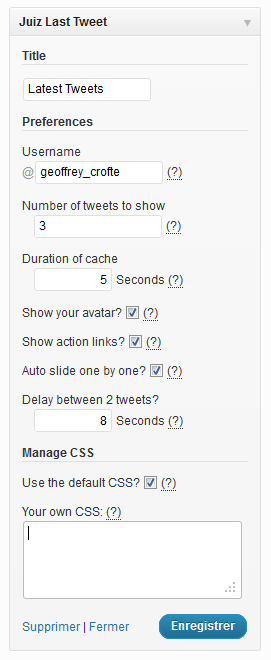 Juiz Last Tweet
Title
Latest Tweets
Preferences
Username
@ geoffrey_crofte (?)
Number of tweets to show
3 (?)
Duration of cache
5 Seconds (?)
Show your avatar? (?)
Show action links? (?)
Auto slide one by one? (?)
Delay between 2 tweets?
8 Seconds (?)
Manage CSS
Use the default CSS? (?)
Your own CSS: (?)
Supprimer | Fermer Enregistrer